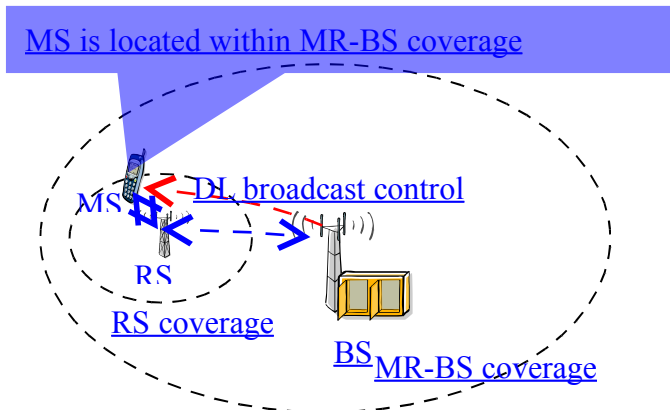 MS is located within MR-BS coverage
DL broadcast control
MS
RS
RS coverage
BS
MR-BS coverage